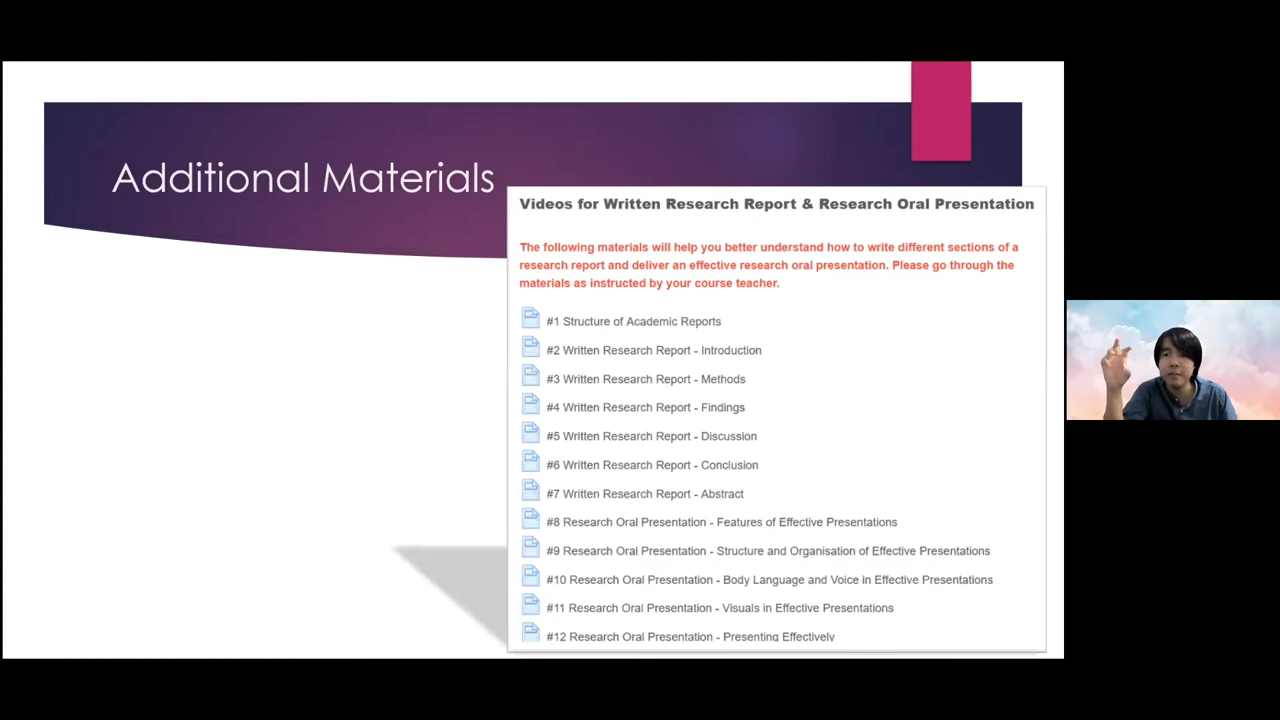 Additional Materials
Videos for Written Research Report & Research Oral Presentation
The following materials will help you better understand how to write different sections of a
research report and deliver an effective research oral presentation. Please go through the
materials as instructed by your course teacher.
#1 Structure of Academic Reports
#2 Written Research Report - Introduction
#3 Written Research Report - Methods
#4 Written Research Report - Findings
#5 Written Research Report - Discussion
#6 Written Research Report - Conclusion
#7 Written Research Report - Abstract
#8 Research Oral Presentation - Features of Effective Presentations
#9 Research Oral Presentation - Structure and Organisation of Effective Presentations
#10 Research Oral Presentation - Body Language and Voice in Effective Presentations
#11 Research Oral Presentation - Visuals in Effective Presentations
#12 Research Oral Presentation - Presenting Effectively